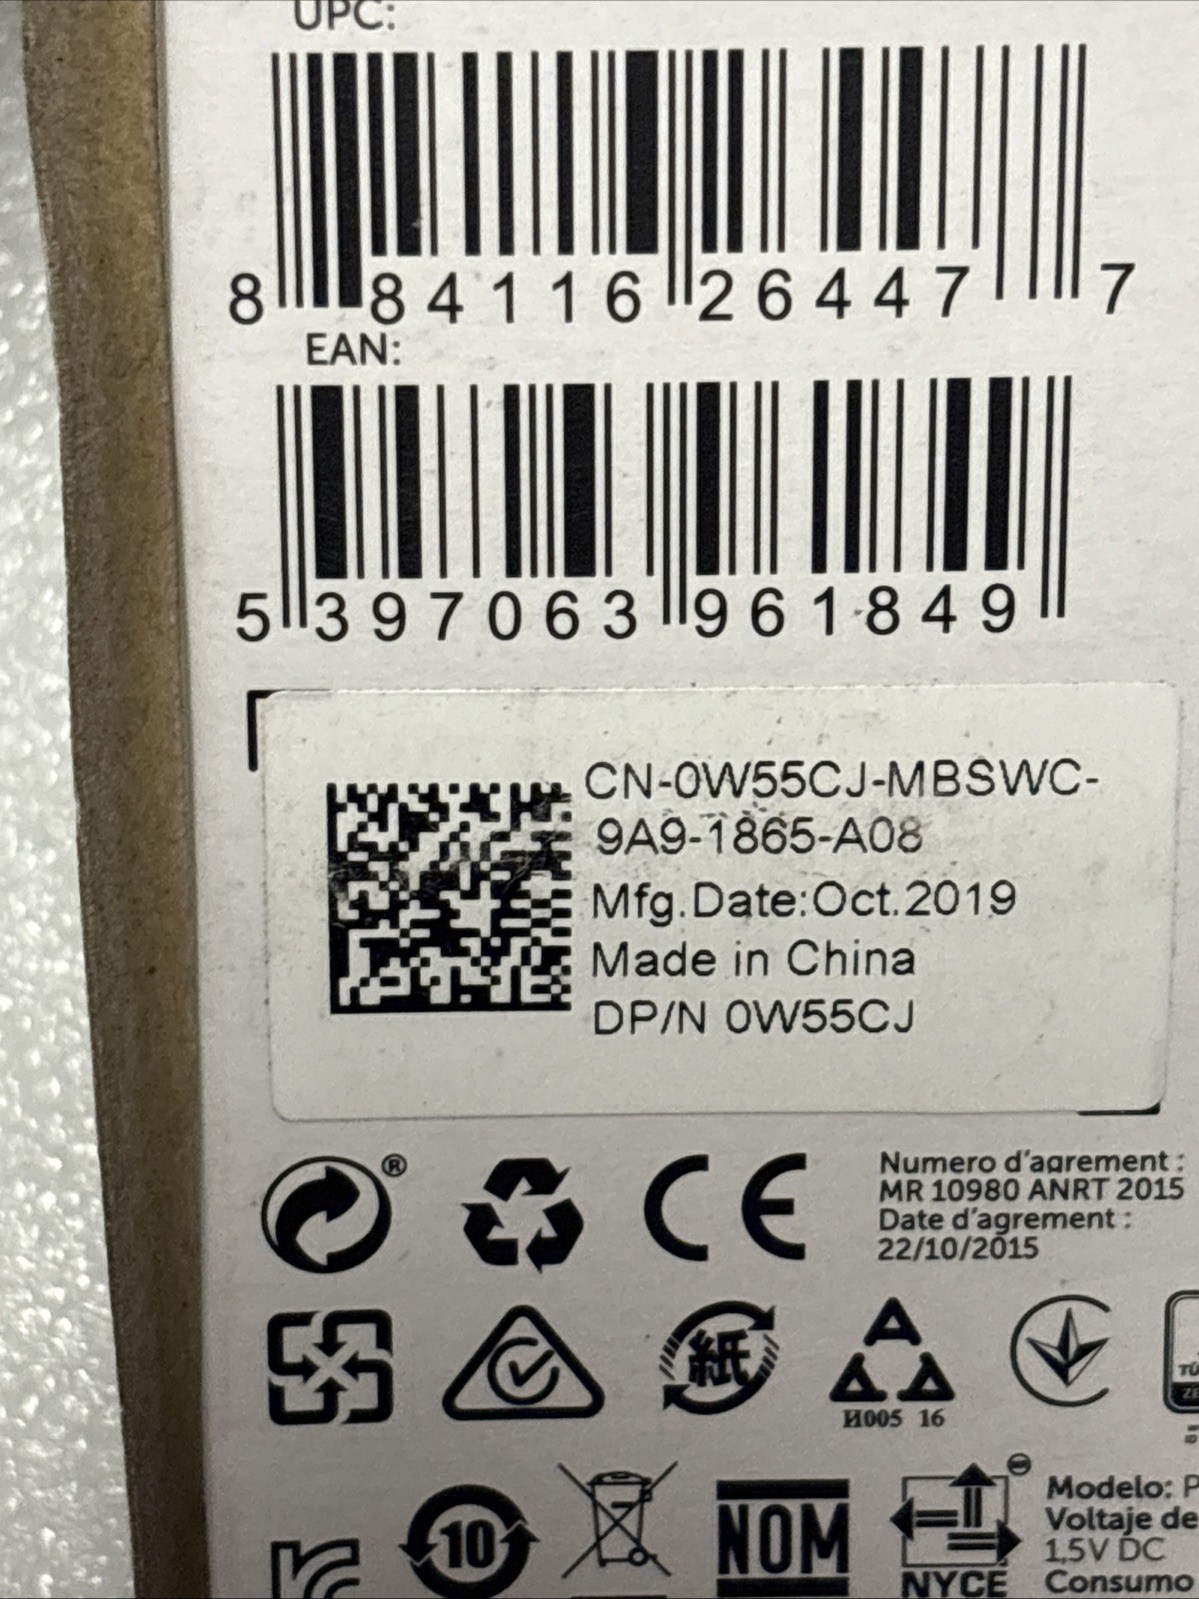 UPC:
8 84116 26447 7
EAN:
5 397063 961849
CN-0W55CJ-MBSWC-
9A9-1865-A08
Mfg.Date:Oct.2019
Made in China
DP/N 0W55CJ
®
CE
Numero d'agrement :
MR 10980 ANRT 2015
Date d'agrement :
22/10/2015
紙
И005 16
10
NOM
NYCE
Modelo: P
Voltaje de
1,5V DC
Consumo